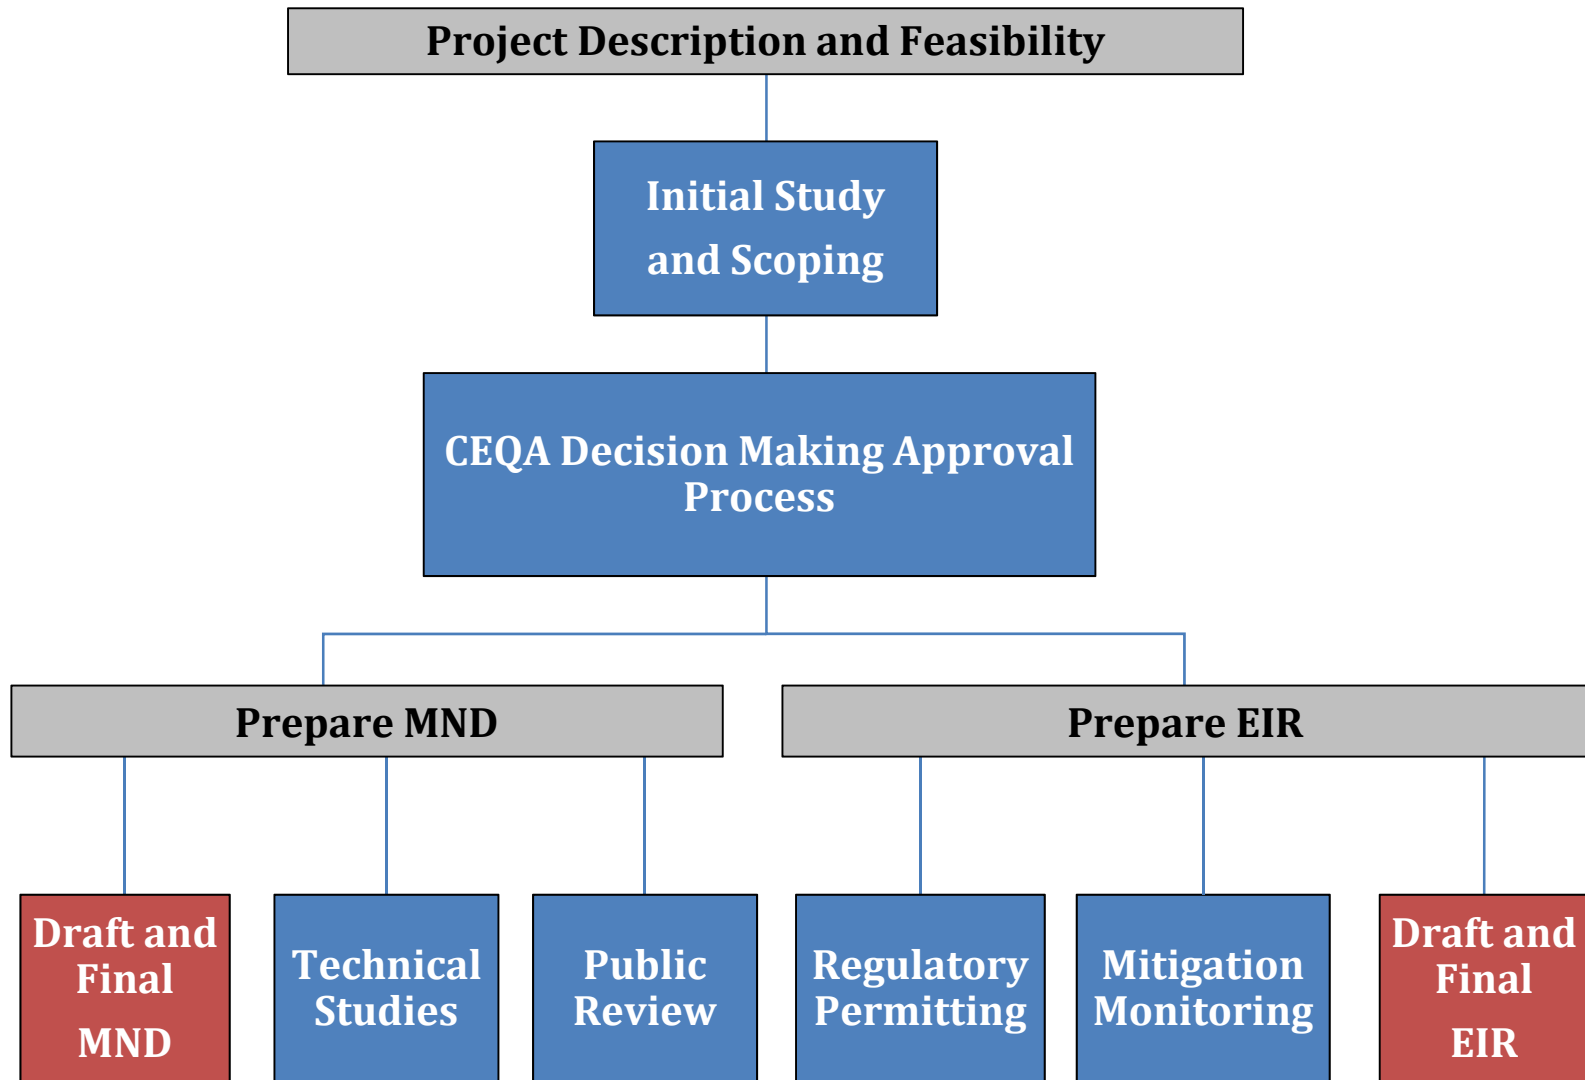 Project Description and Feasibility
Initial Study
and Scoping
CEQA Decision Making Approval
Process
Prepare MND
Prepare EIR
Draft and
Final
MND
Technical
Studies
Public
Review
Regulatory
Permitting
Mitigation
Monitoring
Draft and
Final
EIR